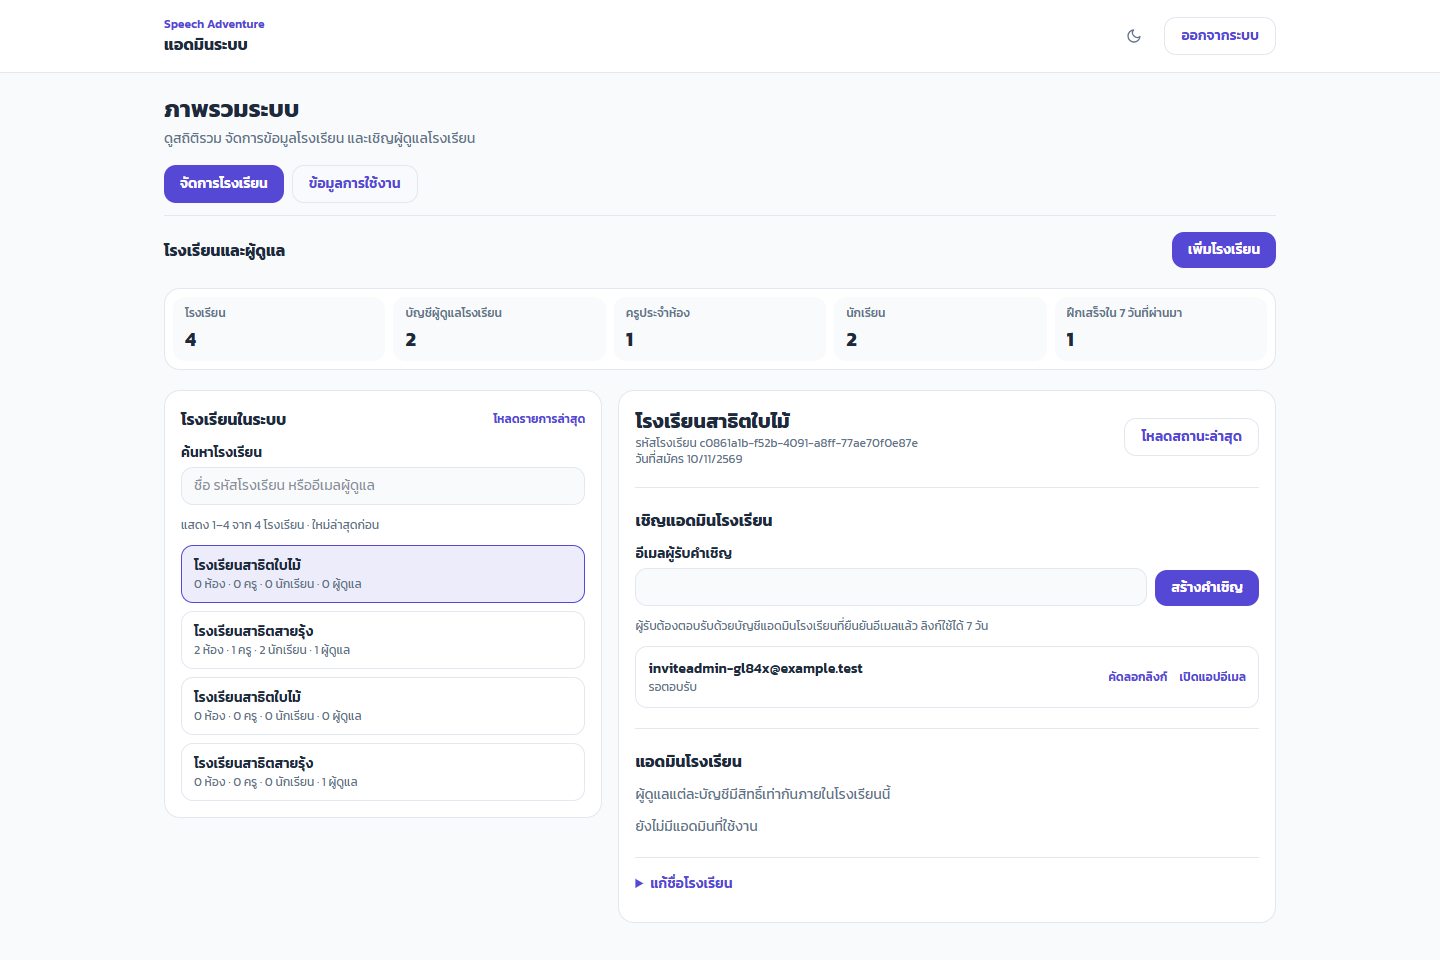 Speech Adventure
แอดมินระบบ
ออกจากระบบ
ภาพรวมระบบ
ดูสถิติรวม จัดการข้อมูลโรงเรียน และเชิญผู้ดูแลโรงเรียน
จัดการโรงเรียน
ข้อมูลการใช้งาน
โรงเรียนและผู้ดูแล
เพิ่มโรงเรียน
โรงเรียน
4
บัญชีผู้ดูแลโรงเรียน
2
ครูประจำห้อง
1
นักเรียน
2
ฝึกเสร็จใน 7 วันที่ผ่านมา
1
โรงเรียนในระบบ
โหลดรายการล่าสุด
ค้นหาโรงเรียน
ชื่อ รหัสโรงเรียน หรืออีเมลผู้ดูแล
แสดง 1–4 จาก 4 โรงเรียน · ใหม่ล่าสุดก่อน
โรงเรียนสาธิตใบไม้
0 ห้อง · 0 ครู · 0 นักเรียน · 0 ผู้ดูแล
โรงเรียนสาธิตสายรุ้ง
2 ห้อง · 1 ครู · 2 นักเรียน · 1 ผู้ดูแล
โรงเรียนสาธิตใบไม้
0 ห้อง · 0 ครู · 0 นักเรียน · 0 ผู้ดูแล
โรงเรียนสาธิตสายรุ้ง
0 ห้อง · 0 ครู · 0 นักเรียน · 1 ผู้ดูแล
โรงเรียนสาธิตใบไม้
รหัสโรงเรียน c0861a1b-f52b-4091-a8ff-77ae70f0e87e
วันที่สมัคร 10/11/2569
โหลดสถานะล่าสุด
เชิญแอดมินโรงเรียน
อีเมลผู้รับคำเชิญ
สร้างคำเชิญ
ผู้รับต้องตอบรับด้วยบัญชีแอดมินโรงเรียนที่ยืนยันอีเมลแล้ว ลิงก์ใช้ได้ 7 วัน
inviteadmin-gl84x@example.test
รอตอบรับ
คัดลอกลิงก์
เปิดแอปอีเมล
แอดมินโรงเรียน
ผู้ดูแลแต่ละบัญชีมีสิทธิ์เท่ากันภายในโรงเรียนนี้
ยังไม่มีแอดมินที่ใช้งาน
แก้ชื่อโรงเรียน